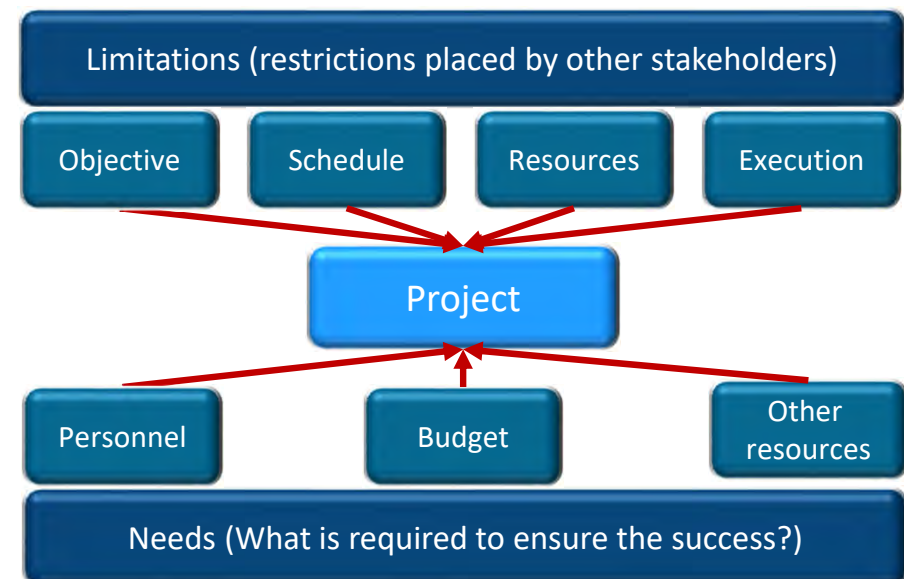 Limitations (restrictions placed by other stakeholders)
Objective
Schedule
Resources
Execution
Project
Personnel
Budget
Other
resources
Needs (What is required to ensure the success?)